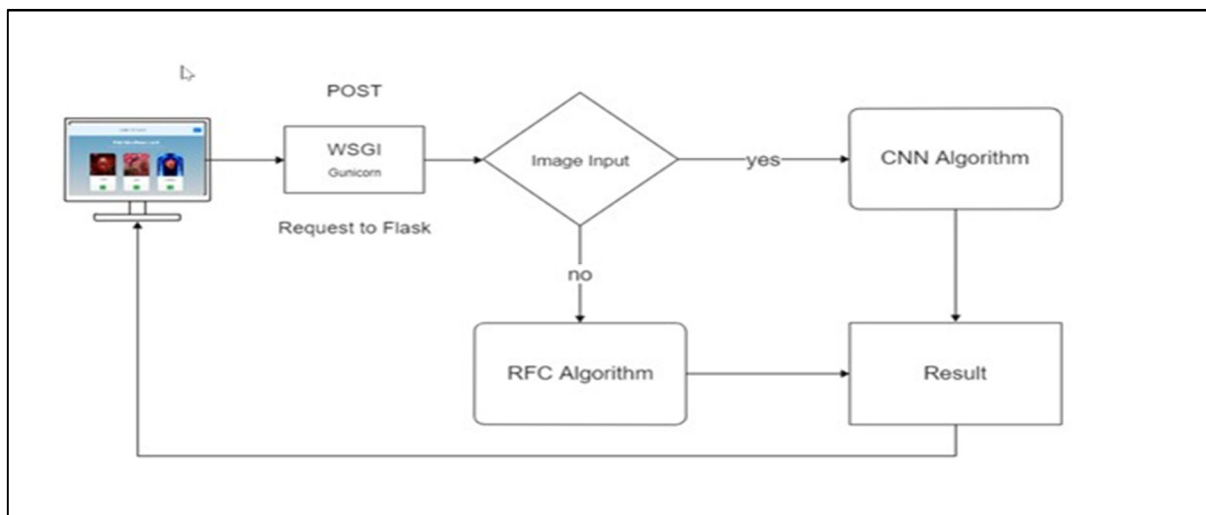 POST
WSGI
Gunicorn
Request to Flask
Image Input
yes
CNN Algorithm
no
RFC Algorithm
Result